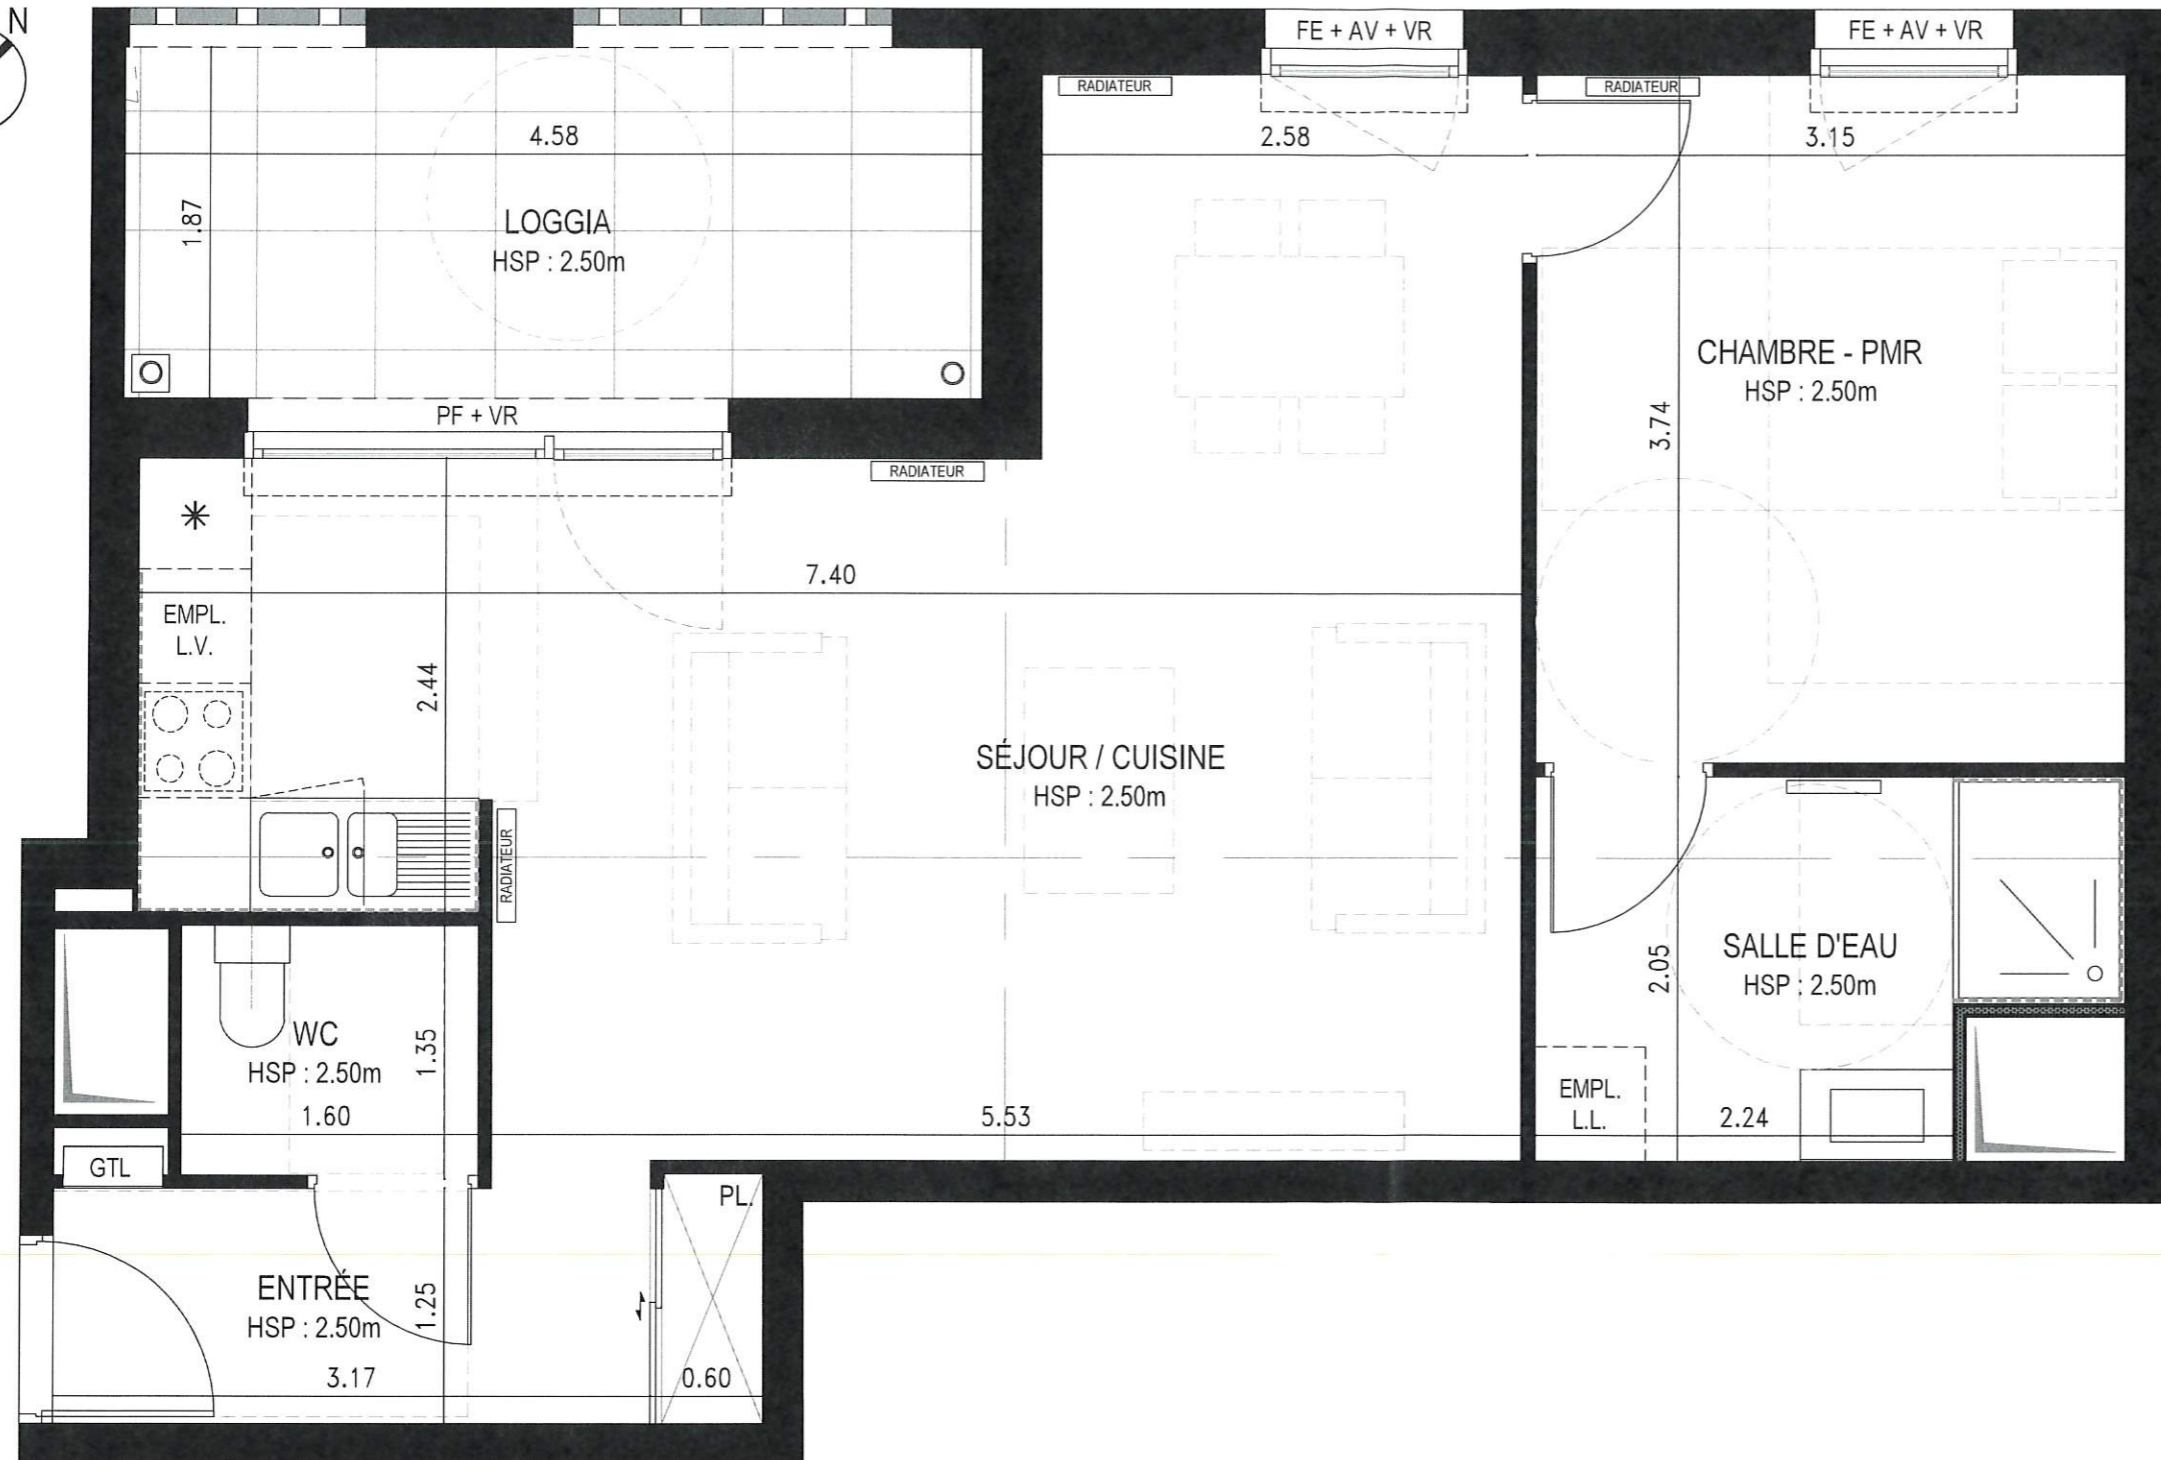 N
FE + AV + VR
FE + AV + VR
RADIATEUR
RADIATEUR
4.58
2.58
3.15
1.87
LOGGIA
HSP : 2.50m
CHAMBRE - PMR
HSP : 2.50m
3.74
PF + VR
RADIATEUR
7.40
EMPL.
L.V.
2.44
SÉJOUR / CUISINE
HSP : 2.50m
RADIATEUR
SALLE D'EAU
HSP : 2.50m
2.05
WC
HSP : 2.50m
1.35
1.60
5.53
EMPL.
L.L.
2.24
GTL
PL.
ENTRÉE
HSP : 2.50m
1.25
3.17
0.60